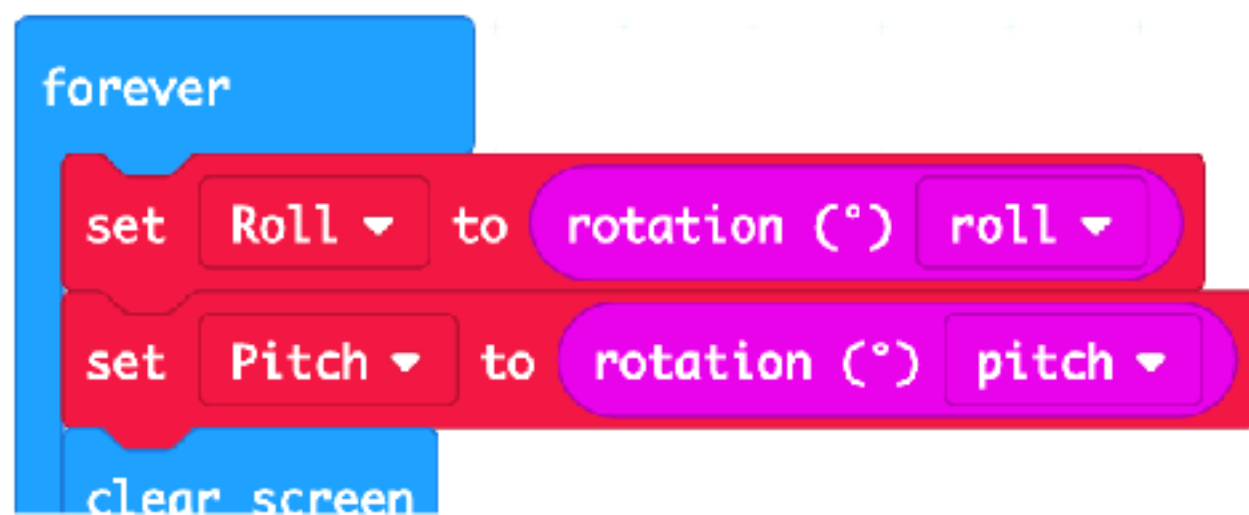 forever
set Roll to rotation (°) roll
set Pitch to rotation (°) pitch
clear screen